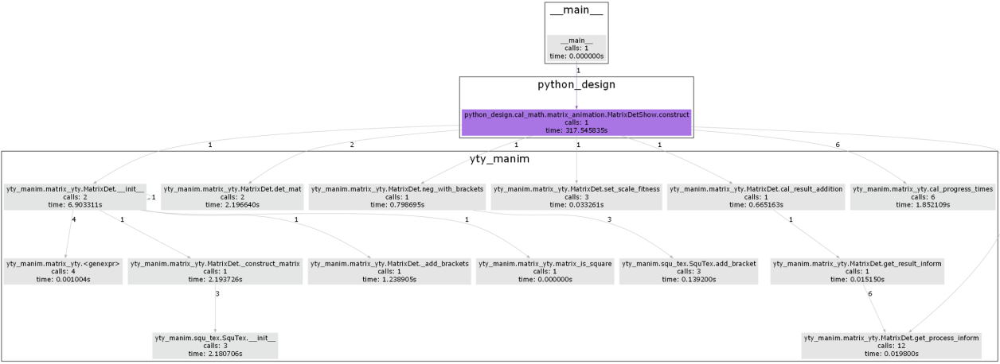 __main__
__main__
calls: 1
time: 0.000000s
1
python_design
python_design.cal_math.matrix_animation.MatrixDetShow.construct
calls: 1
time: 317.545835s
1
2
1
1
1
6
yty_manim
yty_manim.matrix_yty.MatrixDet.__init__
calls: 2
time: 6.903311s
1
yty_manim.matrix_yty.MatrixDet.det_mat
calls: 2
time: 2.196640s
yty_manim.matrix_yty.MatrixDet.neg_with_brackets
calls: 1
time: 0.798695s
yty_manim.matrix_yty.MatrixDet.set_scale_fitness
calls: 3
time: 0.033261s
yty_manim.matrix_yty.MatrixDet.cal_result_addition
calls: 1
time: 0.665163s
yty_manim.matrix_yty.cal_progress_times
calls: 6
time: 1.852109s
4
1
1
1
3
1
yty_manim.matrix_yty.<genexpr>
calls: 4
time: 0.001004s
yty_manim.matrix_yty.MatrixDet._construct_matrix
calls: 1
time: 2.193726s
yty_manim.matrix_yty.MatrixDet._add_brackets
calls: 1
time: 1.238905s
yty_manim.matrix_yty.matrix_is_square
calls: 1
time: 0.000000s
yty_manim.squ_tex.SquTex.add_bracket
calls: 3
time: 0.139200s
yty_manim.matrix_yty.MatrixDet.get_result_inform
calls: 1
time: 0.015150s
3
6
yty_manim.squ_tex.SquTex.__init__
calls: 3
time: 2.180706s
yty_manim.matrix_yty.MatrixDet.get_process_inform
calls: 12
time: 0.019800s